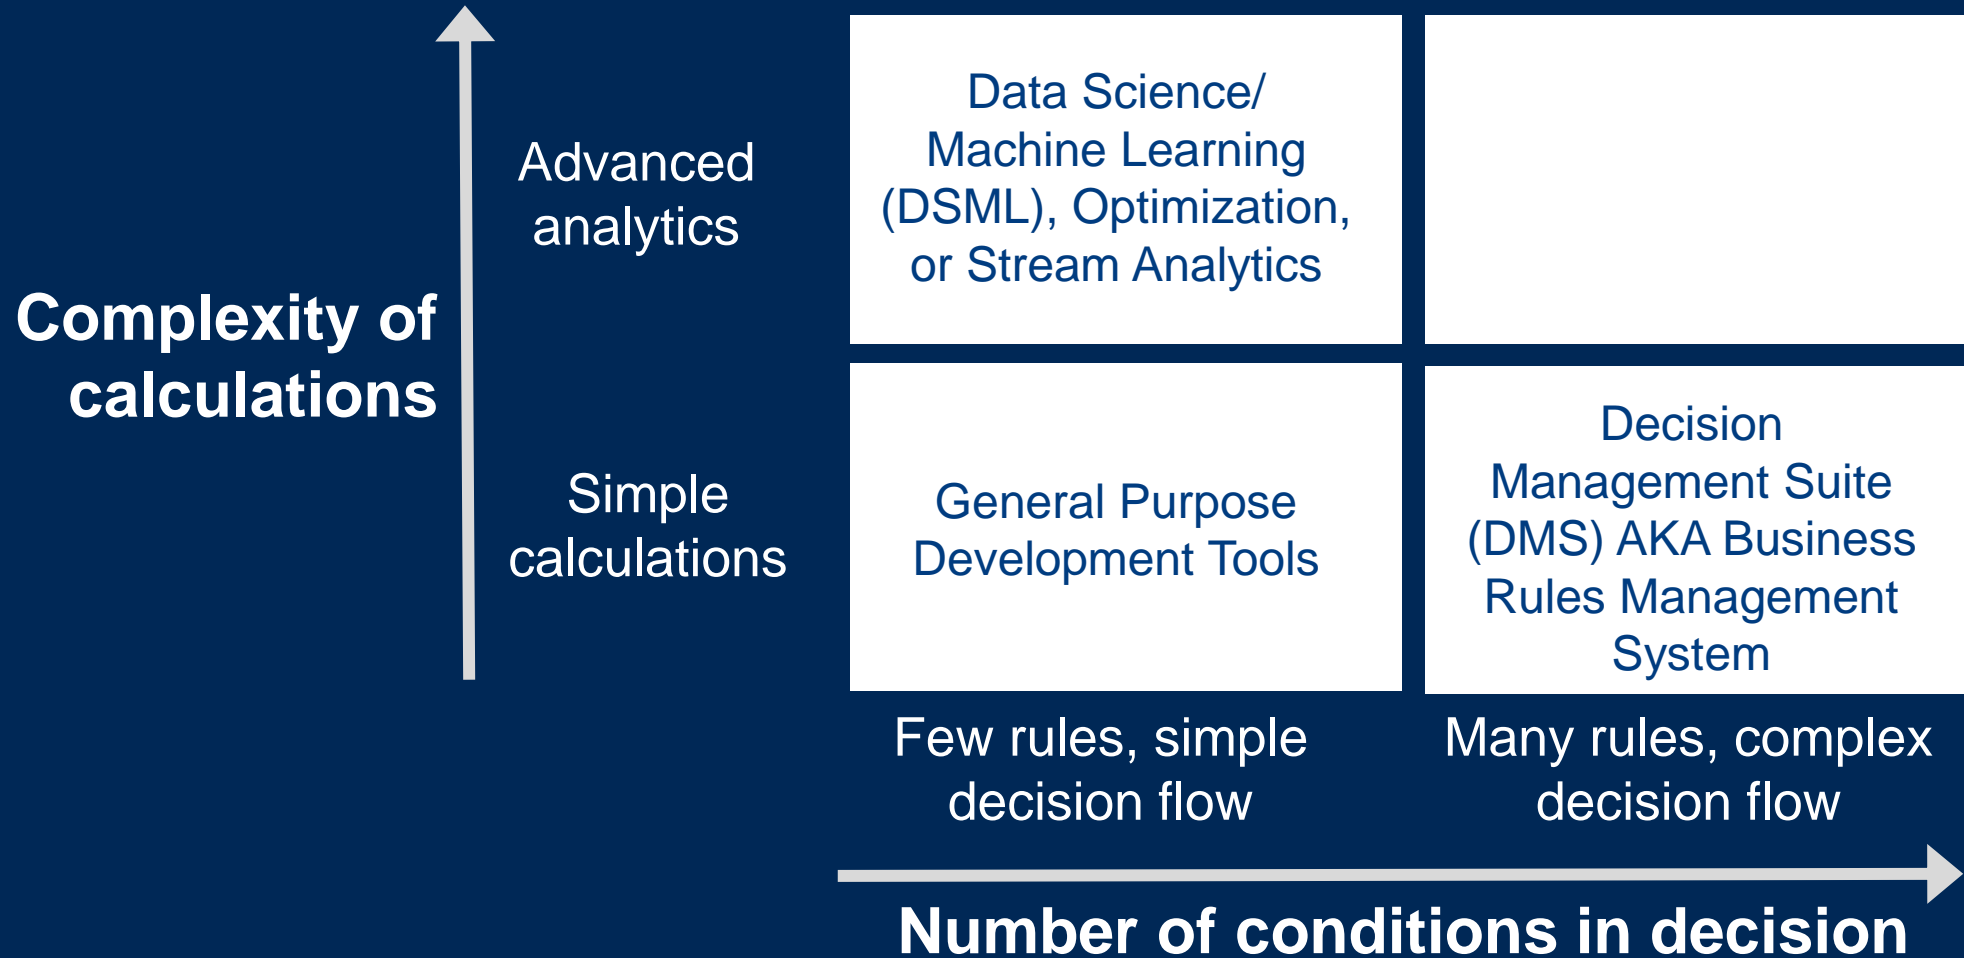 Complexity of
calculations
Advanced
analytics
Simple
calculations
Data Science/
Machine Learning
(DSML), Optimization,
or Stream Analytics
General Purpose
Development Tools
Decision
Management Suite
(DMS) AKA Business
Rules Management
System
Few rules, simple
decision flow
Many rules, complex
decision flow
Number of conditions in decision